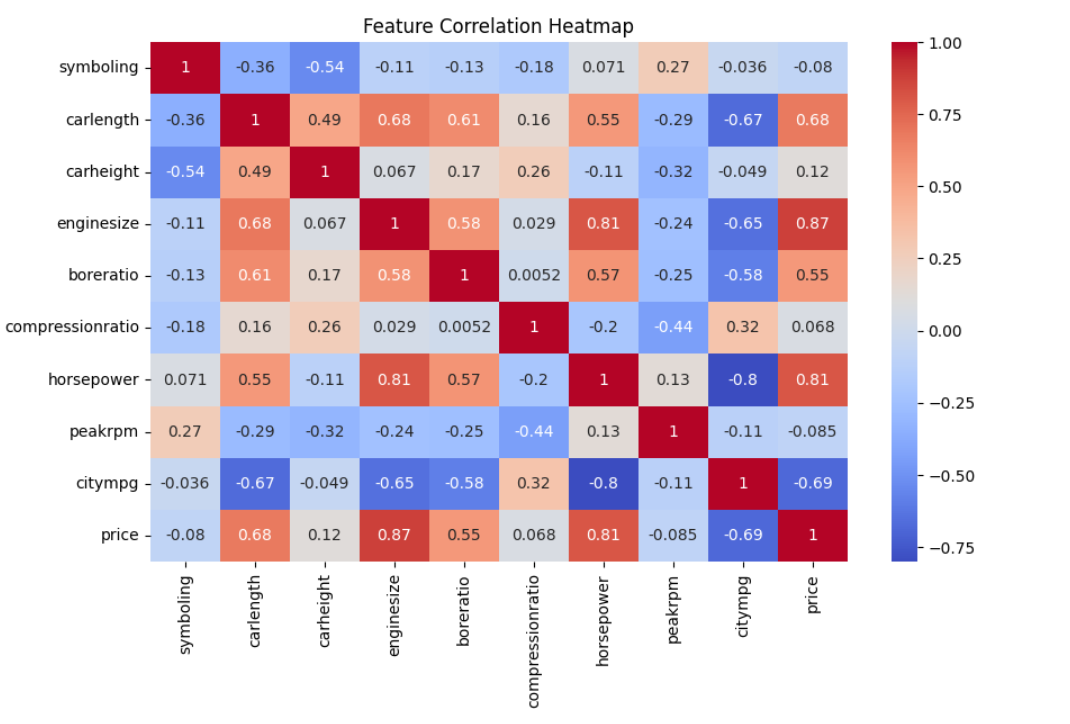 Feature Correlation Heatmap
symboling 1 -0.36 -0.54 -0.11 -0.13 -0.18 0.071 0.27 -0.036 -0.08
carlength -0.36 1 0.49 0.68 0.61 0.16 0.55 -0.29 -0.67 0.68
carheight -0.54 0.49 1 0.067 0.17 0.26 -0.11 -0.32 -0.049 0.12
enginesize -0.11 0.68 0.067 1 0.58 0.029 0.81 -0.24 -0.65 0.87
boreratio -0.13 0.61 0.17 0.58 1 0.0052 0.57 -0.25 -0.58 0.55
compressionratio -0.18 0.16 0.26 0.029 0.0052 1 -0.2 -0.44 0.32 0.068
horsepower 0.071 0.55 -0.11 0.81 0.57 -0.2 1 0.13 -0.8 0.81
peakrpm 0.27 -0.29 -0.32 -0.24 -0.25 -0.44 0.13 1 -0.11 -0.085
citympg -0.036 -0.67 -0.049 -0.65 -0.58 0.32 -0.8 -0.11 1 -0.69
price -0.08 0.68 0.12 0.87 0.55 0.068 0.81 -0.085 -0.69 1
symboling carlength carheight enginesize boreratio compressionratio horsepower peakrpm citympg price
1.00
0.75
0.50
0.25
0.00
−0.25
−0.50
−0.75